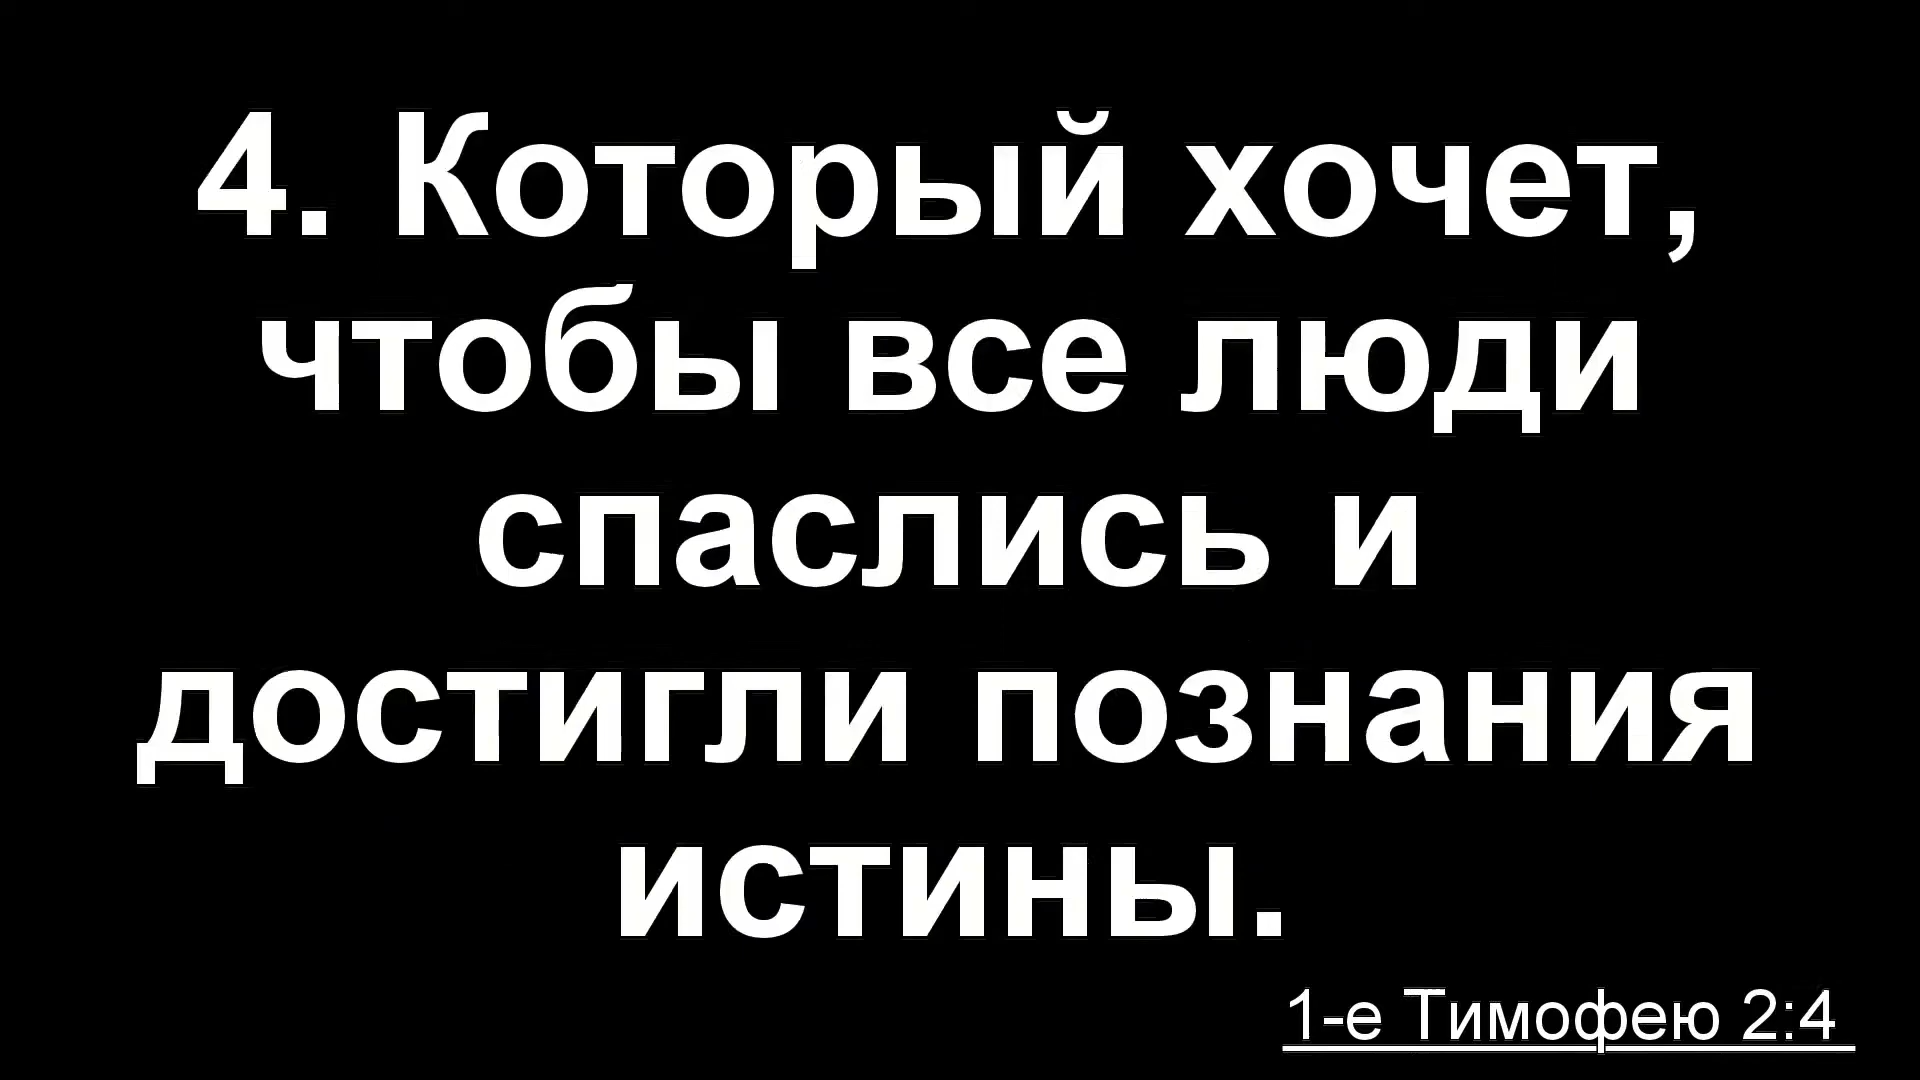 4. Который хочет,
чтобы все люди
спаслись и
достигли познания
истины.
1-е Тимофею 2:4